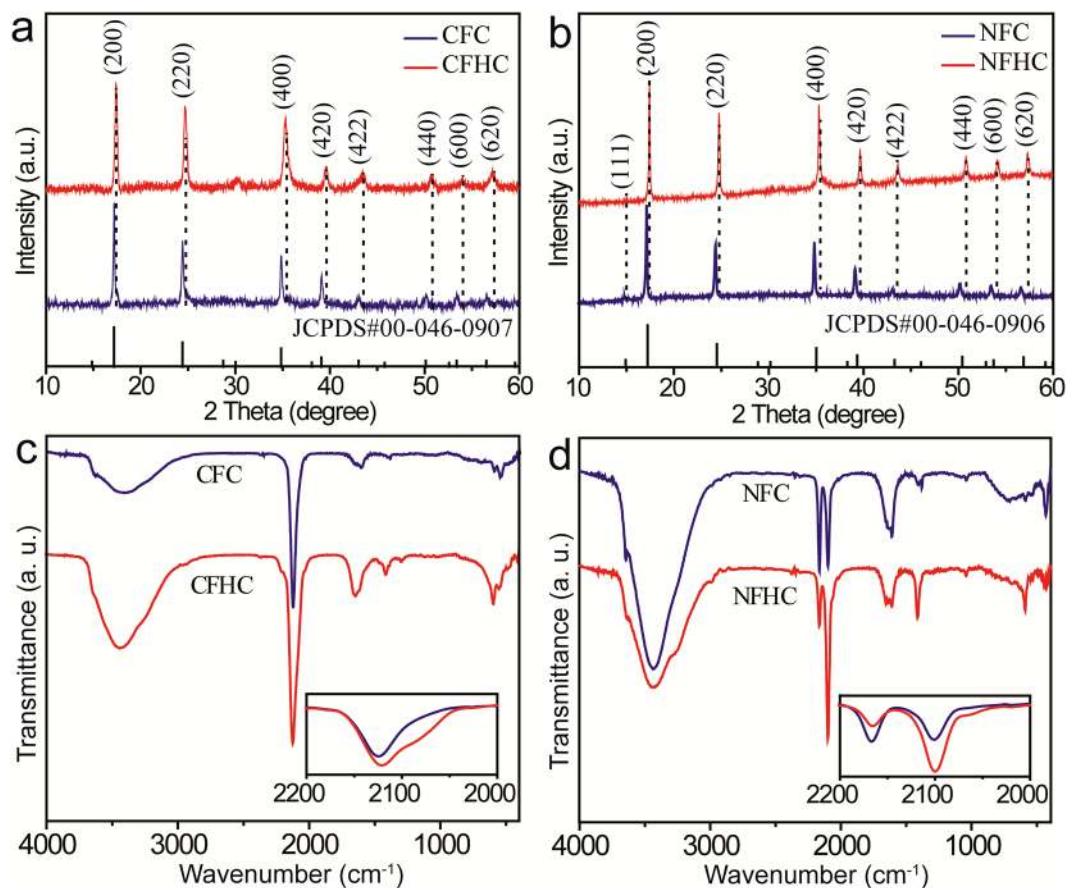 a
CFC
CFHC
(200)
(220)
(400)
(420)
(422)
(440)
(600)
(620)
Intensity (a.u.)
JCPDS#00-046-0907
10 20 30 40 50 60
2 Theta (degree)
b
NFC
NFHC
(111)
(200)
(220)
(400)
(420)
(422)
(440)
(600)
(620)
Intensity (a.u.)
JCPDS#00-046-0906
10 20 30 40 50 60
2 Theta (degree)
c
CFC
CFHC
Transmittance (a. u.)
2200 2100 2000
4000 3000 2000 1000
Wavenumber (cm⁻¹)
d
NFC
NFHC
Transmittance (a. u.)
2200 2100 2000
4000 3000 2000 1000
Wavenumber (cm⁻¹)